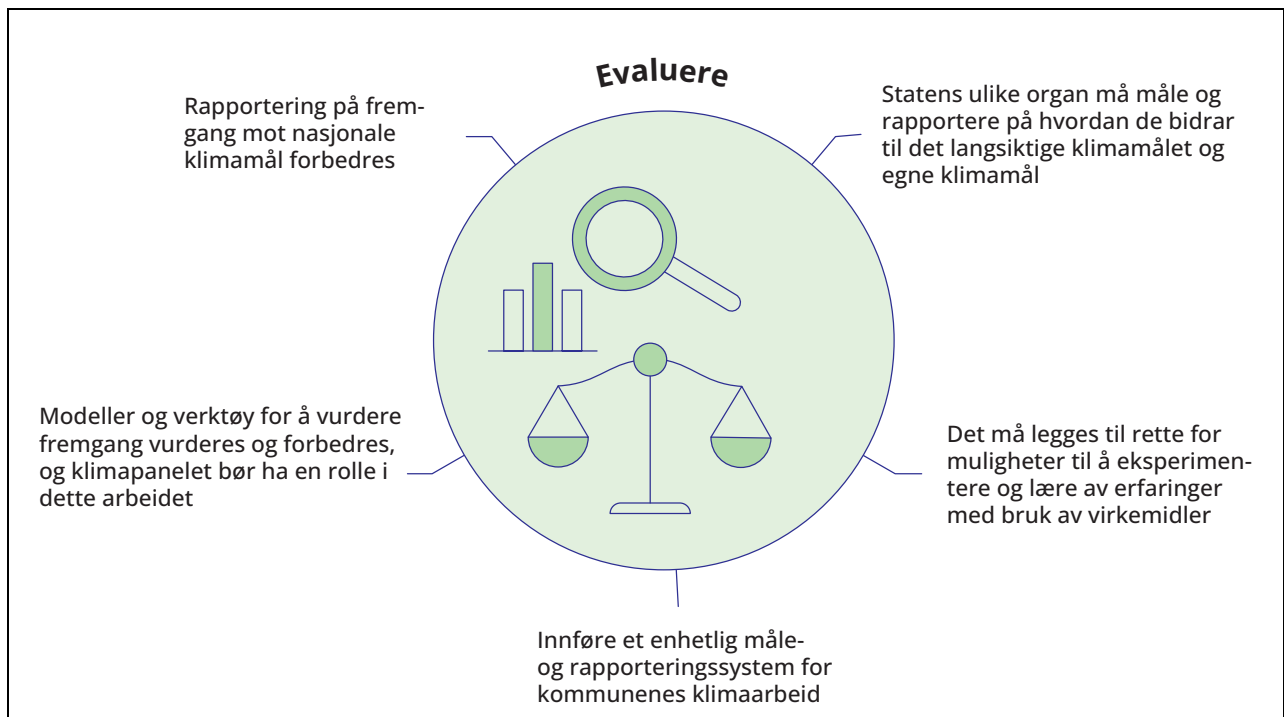 Evaluere
Rapportering på frem-
gang mot nasjonale
klimamål forbedres
Statens ulike organ må måle og
rapportere på hvordan de bidrar
til det langsiktige klimamålet og
egne klimamål
Modeller og verktøy for å vurdere
fremgang vurderes og forbedres,
og klimapanelet bør ha en rolle i
dette arbeidet
Det må legges til rette for
muligheter til å eksperimen-
tere og lære av erfaringer
med bruk av virkemidler
Innføre et enhetlig måle-
og rapporteringssystem for
kommunenes klimaarbeid